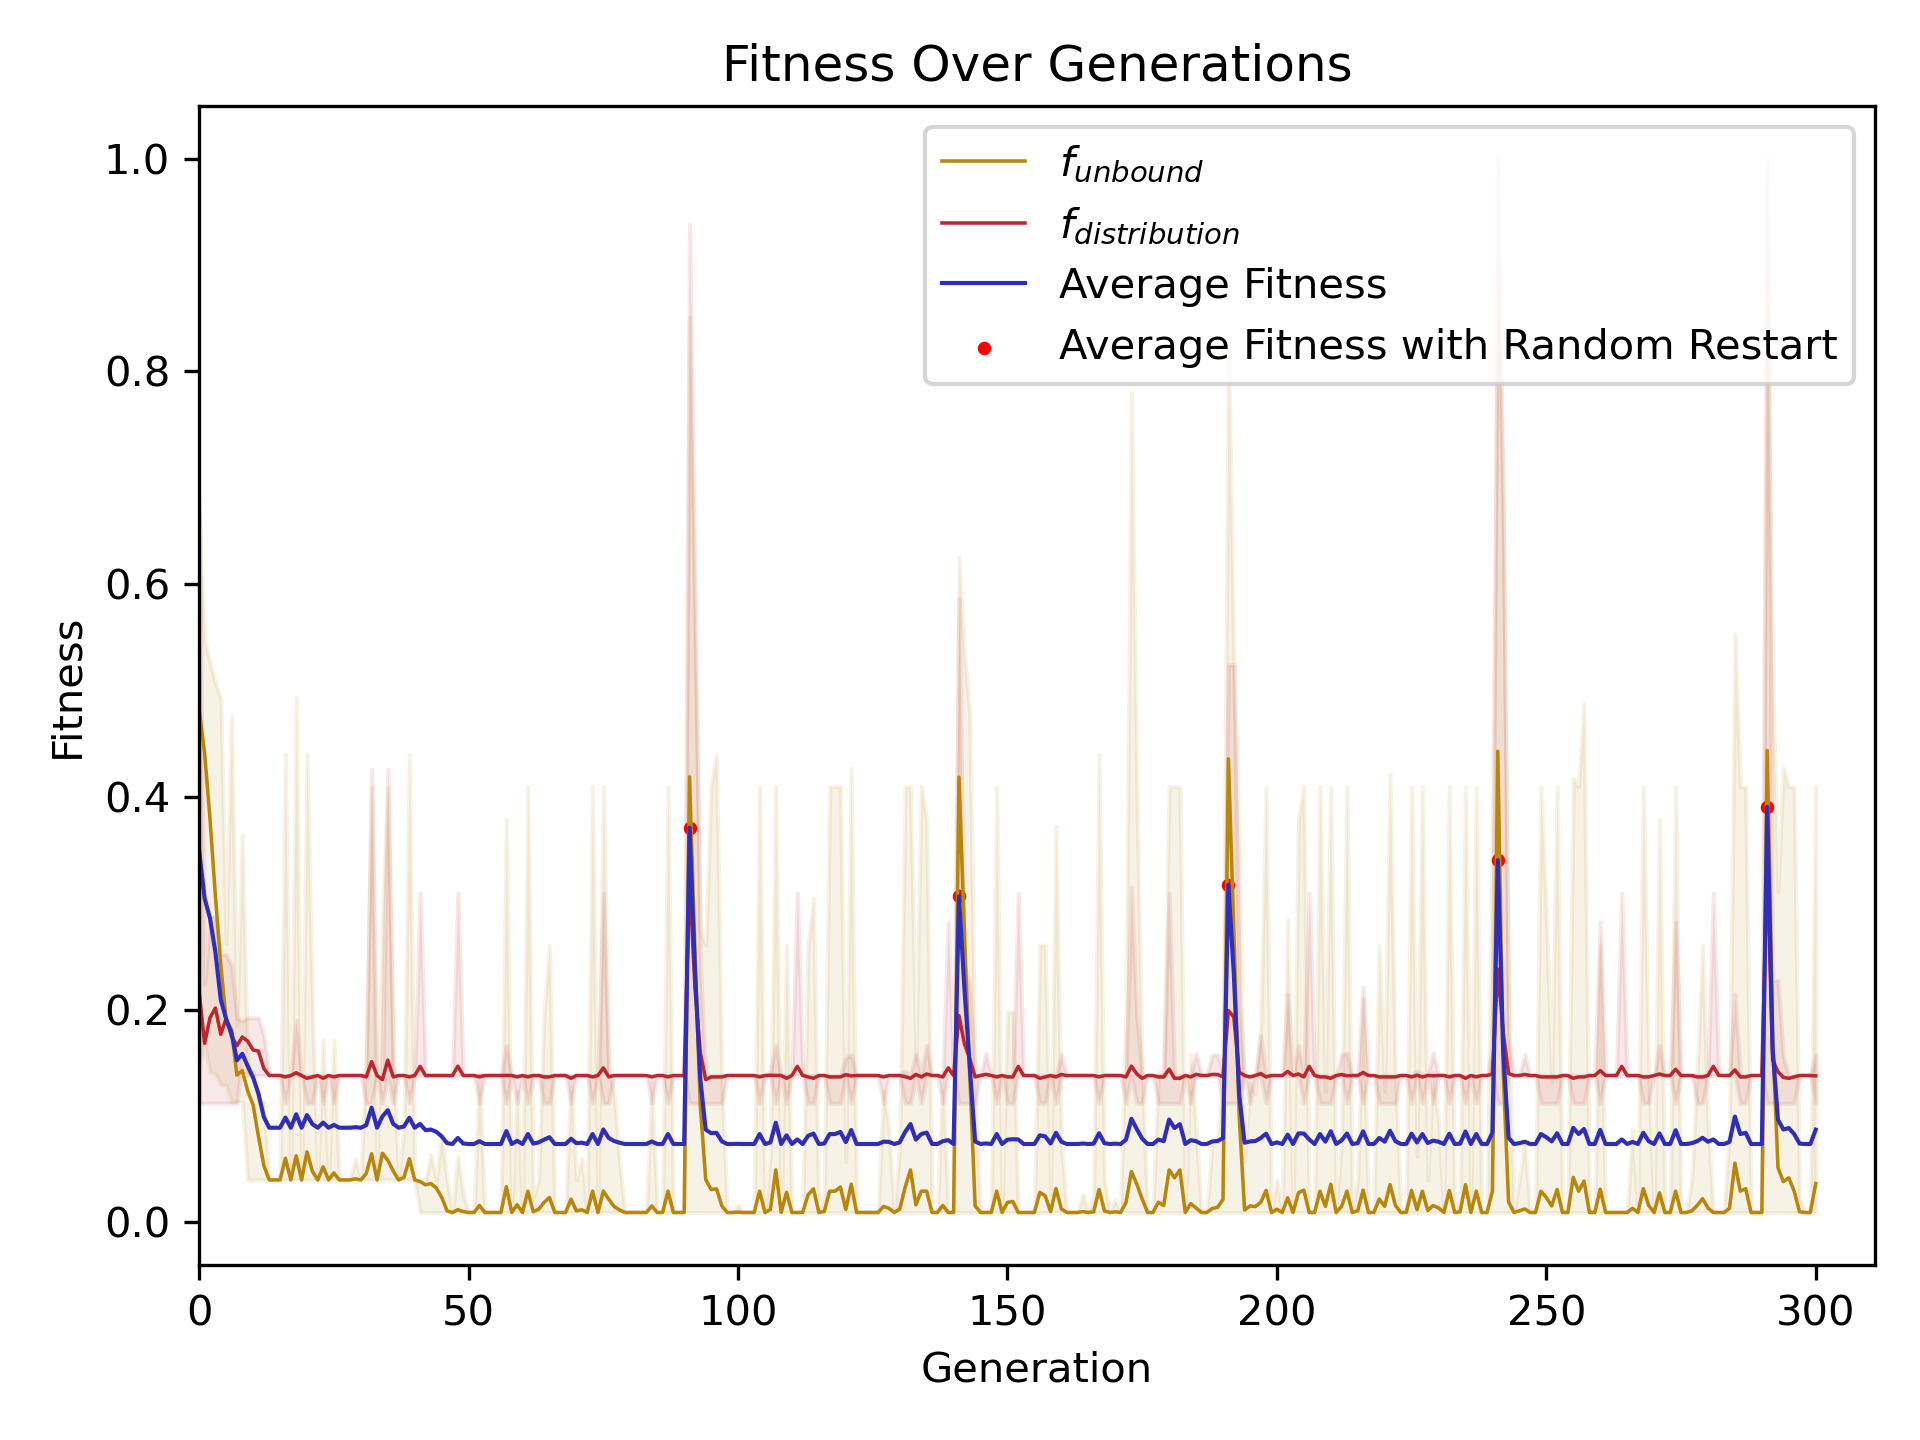 Fitness Over Generations
f_unbound
f_distribution
Average Fitness
Average Fitness with Random Restart
1.0
0.8
0.6
0.4
0.2
0.0
Fitness
0 50 100 150 200 250 300
Generation